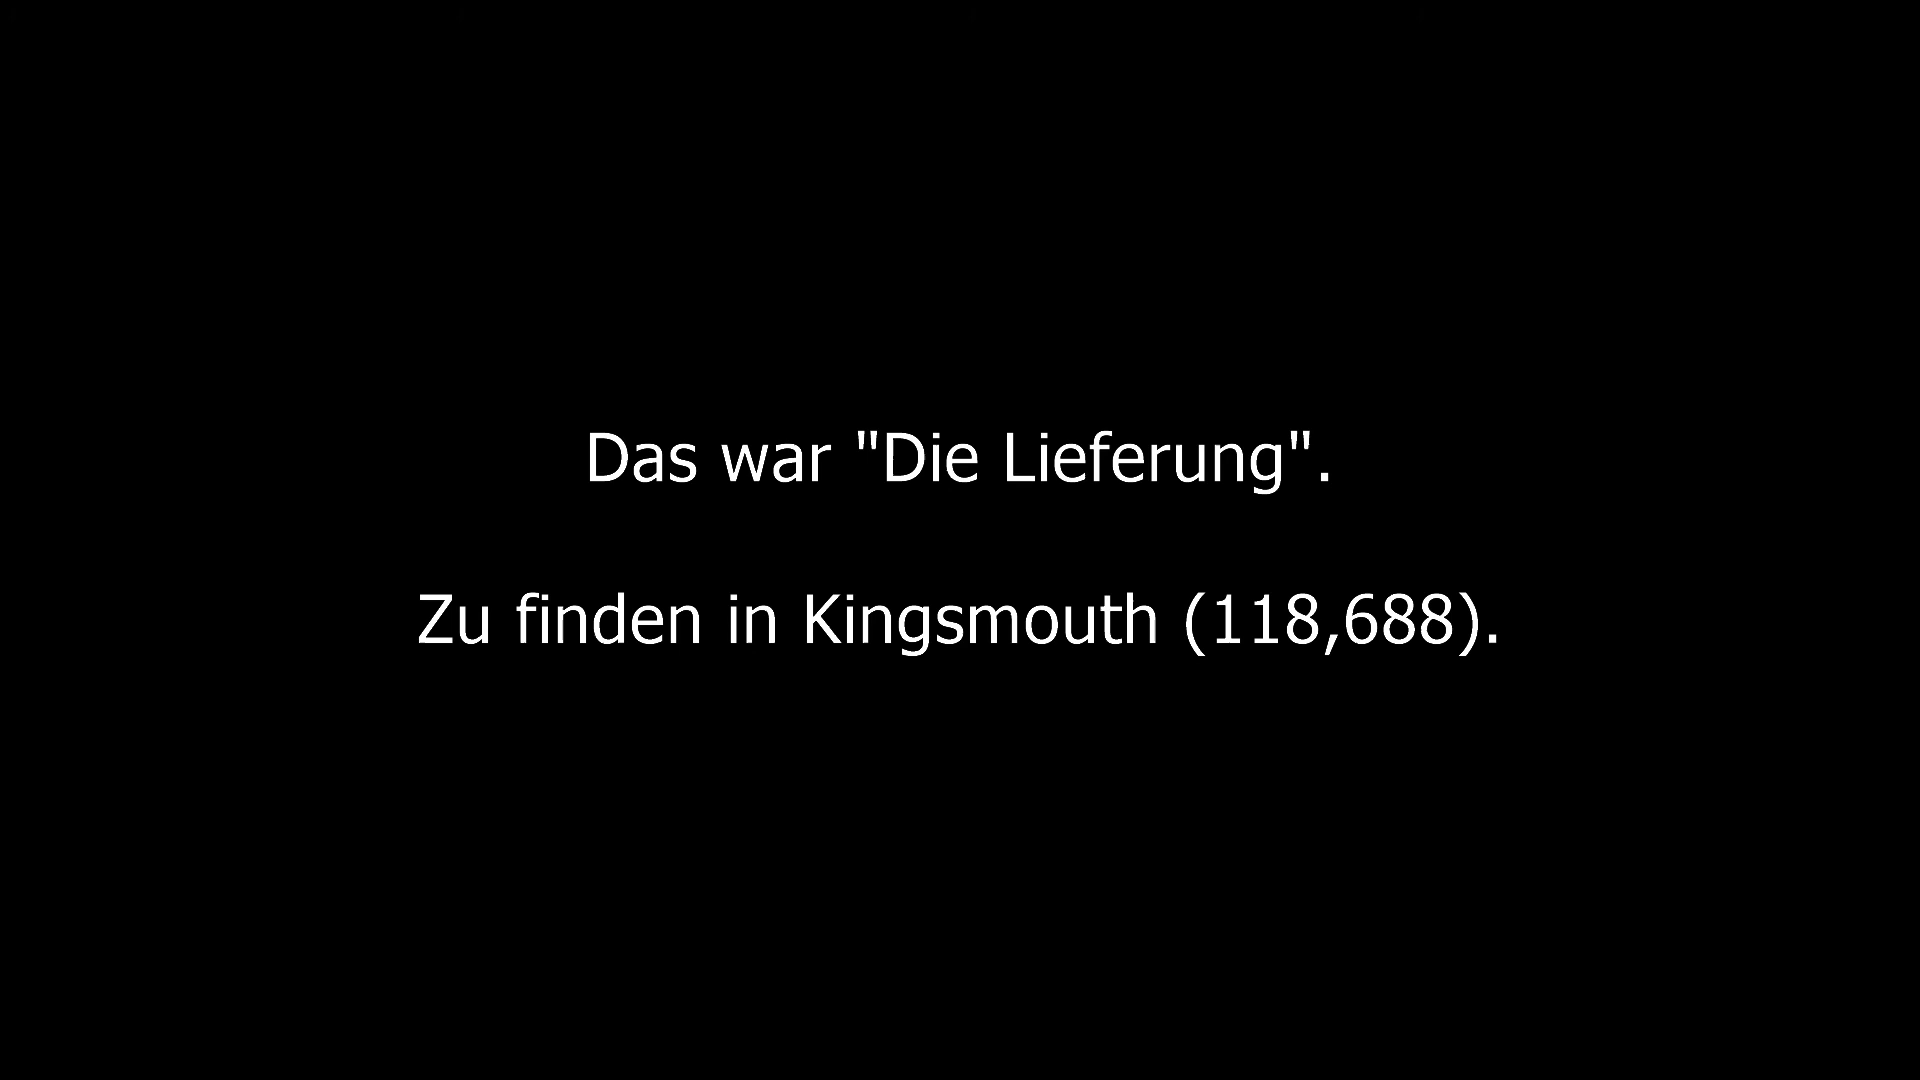 Das war "Die Lieferung".
Zu finden in Kingsmouth (118,688).